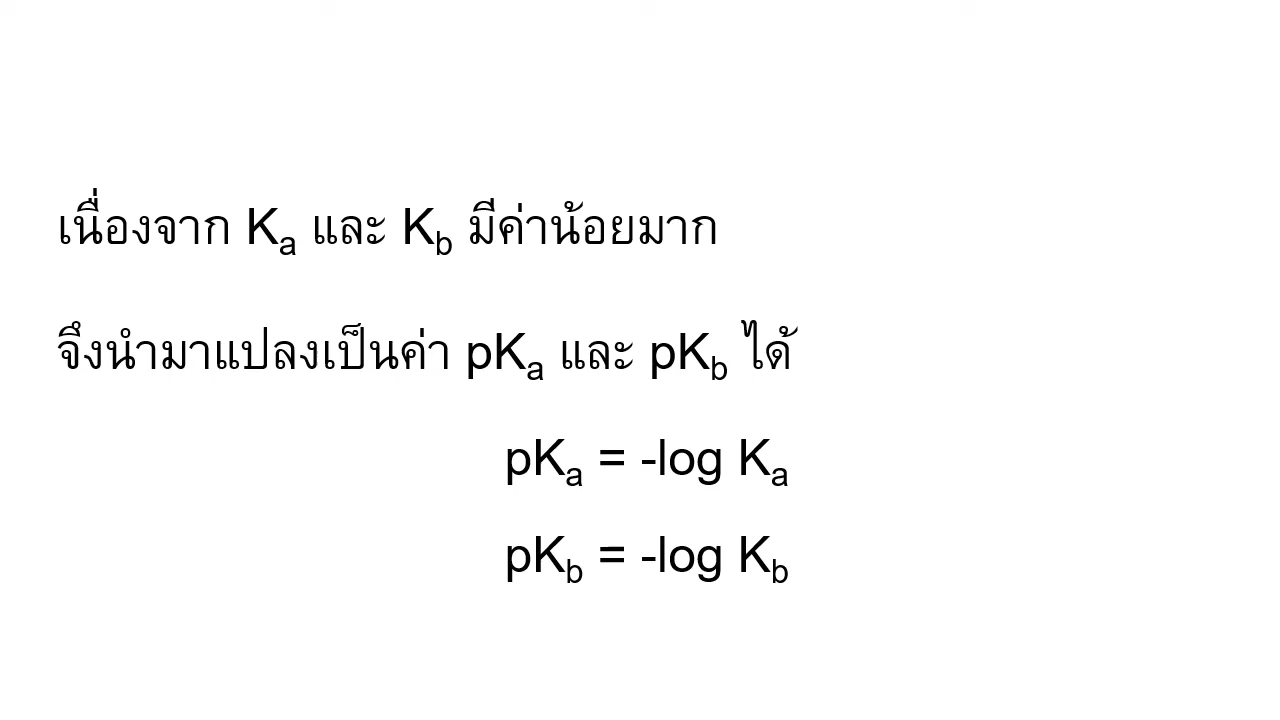 เนื่องจาก Ka และ Kb มีค่าน้อยมาก
จึงนำมาแปลงเป็นค่า pKa และ pKb ได้
pKa = -log Ka
pKb = -log Kb